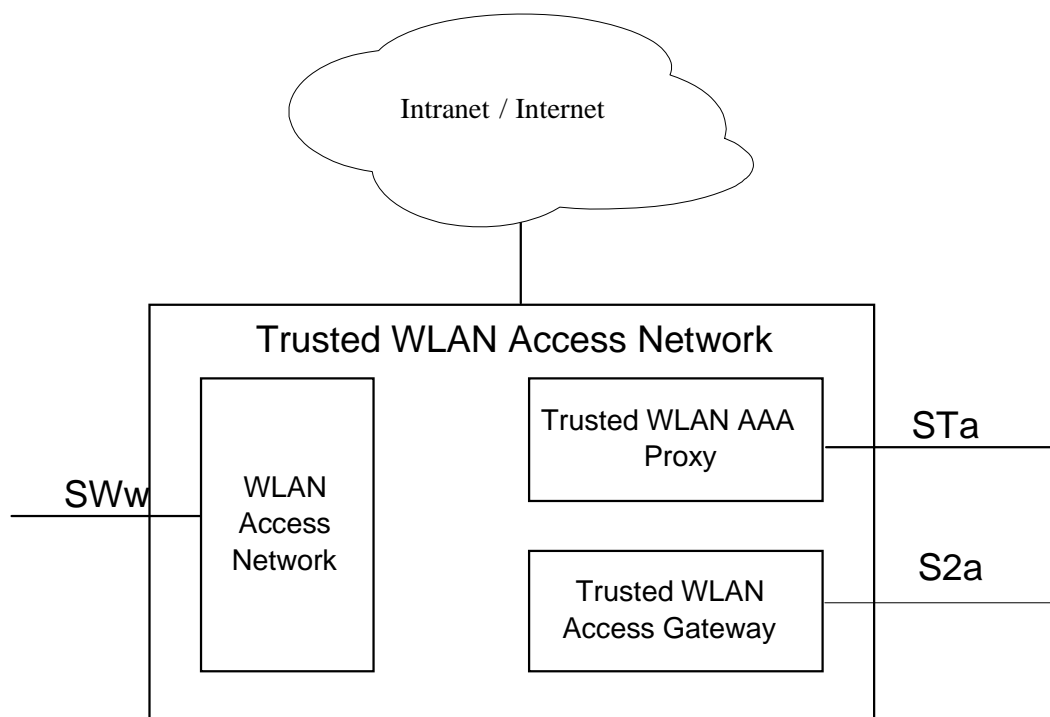 Intranet / Internet
Trusted WLAN Access Network
Trusted WLAN AAA
Proxy
STa
SWw
WLAN
Access
Network
S2a
Trusted WLAN
Access Gateway